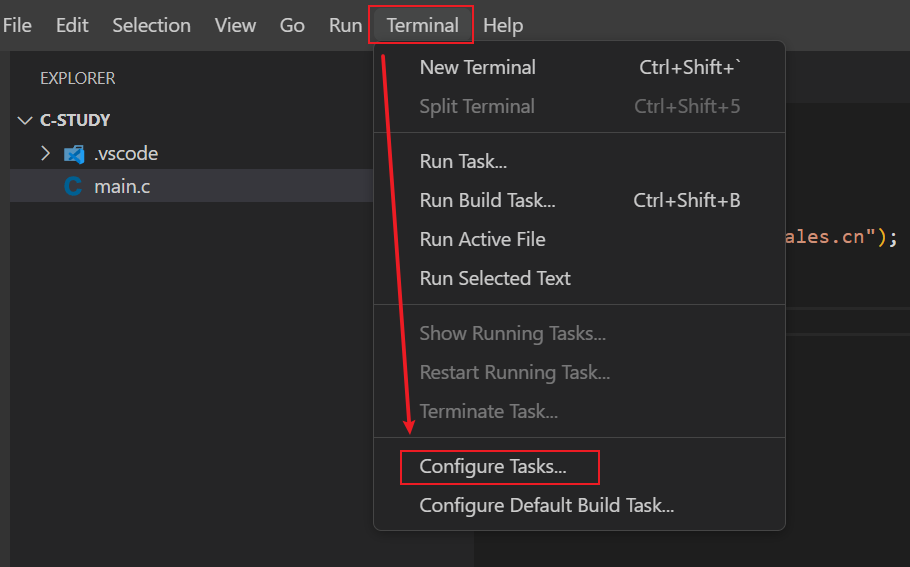 File Edit Selection View Go Run Terminal Help
EXPLORER
C-STUDY
.vscode
C main.c
New Terminal Ctrl+Shift+`
Split Terminal Ctrl+Shift+5
Run Task...
Run Build Task... Ctrl+Shift+B
Run Active File
Run Selected Text
Show Running Tasks...
Restart Running Task...
Terminate Task...
Configure Tasks...
Configure Default Build Task...
ales.cn");